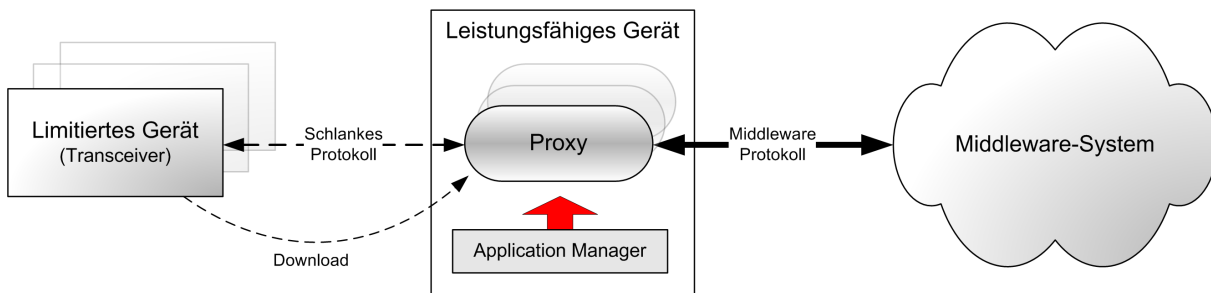 Limitiertes Gerät
(Transceiver)
Schlankes
Protokoll
Download
Leistungsfähiges Gerät
Proxy
Application Manager
Middleware
Protokoll
Middleware-System